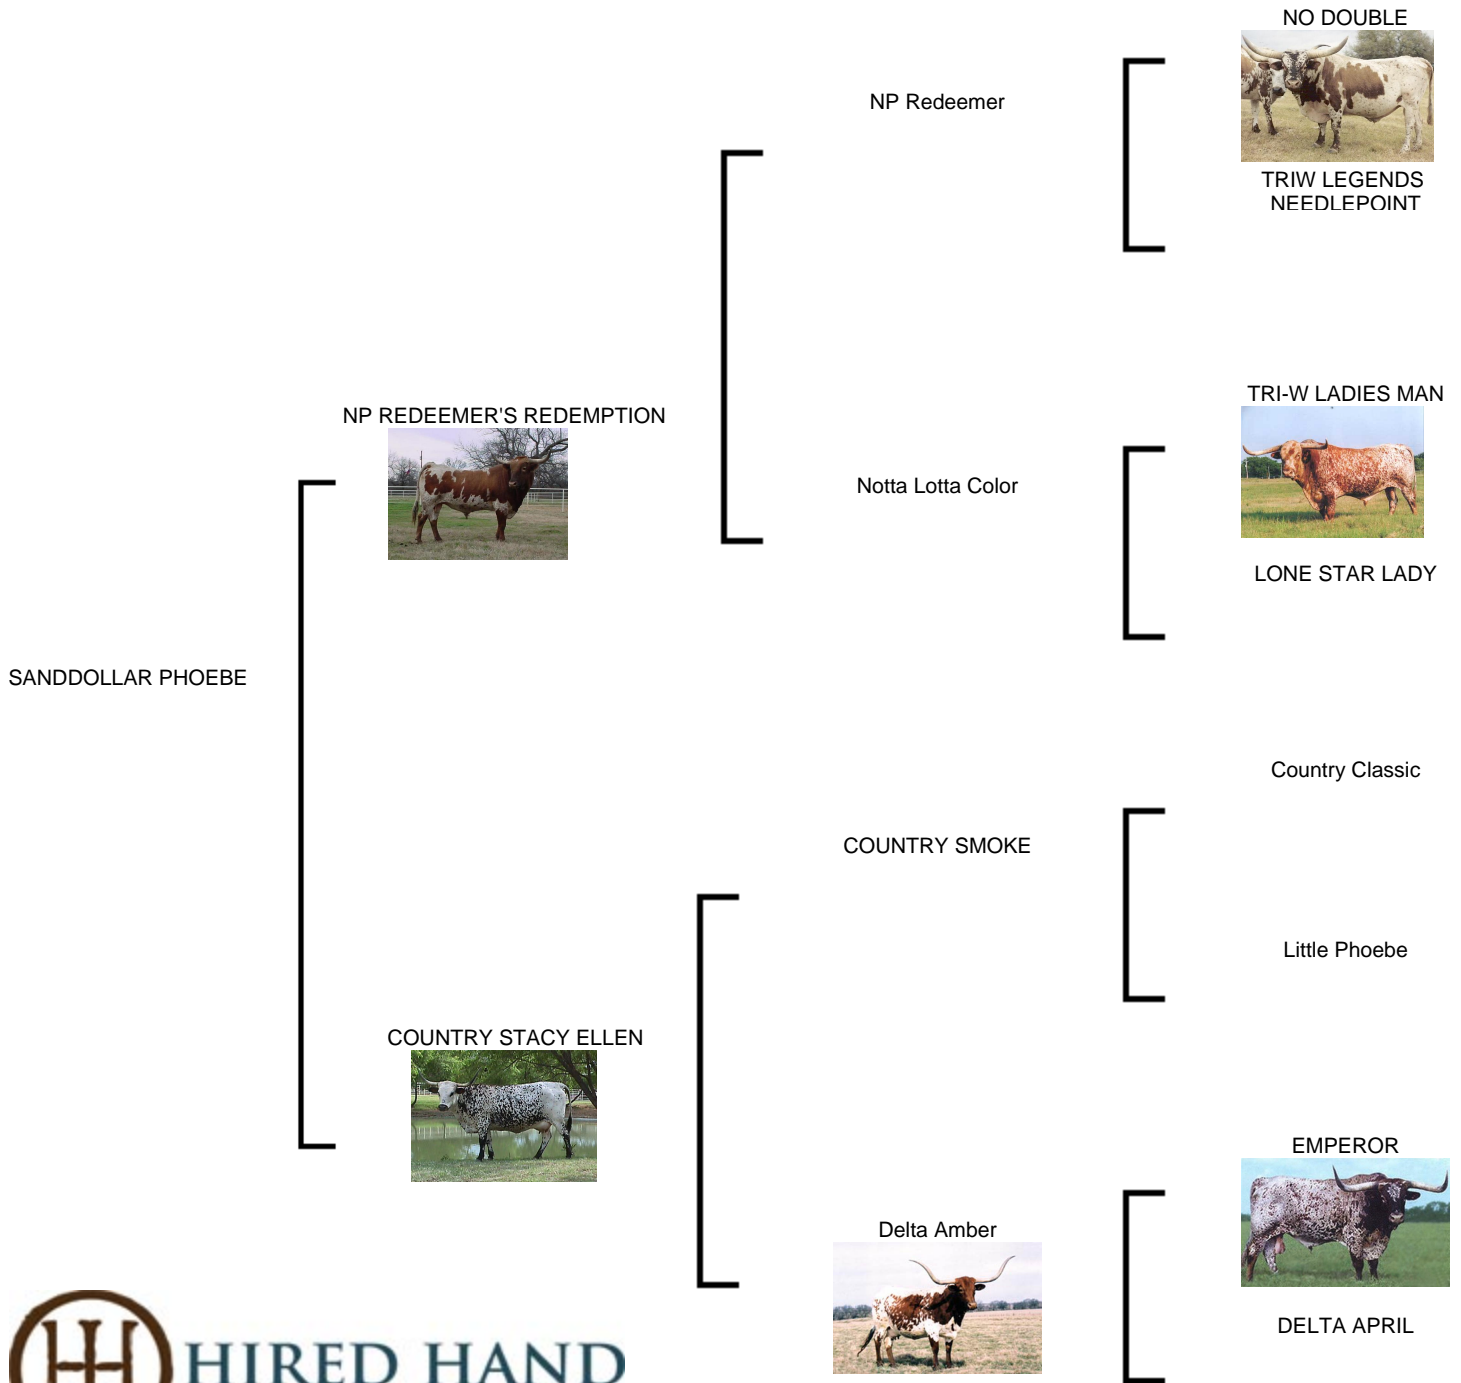 NO DOUBLE
NP Redeemer
TRIW LEGENDS
NEEDLEPOINT
TRI-W LADIES MAN
NP REDEEMER'S REDEMPTION
Notta Lotta Color
LONE STAR LADY
SANDDOLLAR PHOEBE
Country Classic
COUNTRY SMOKE
Little Phoebe
COUNTRY STACY ELLEN
EMPEROR
Delta Amber
DELTA APRIL
HIRED HAND